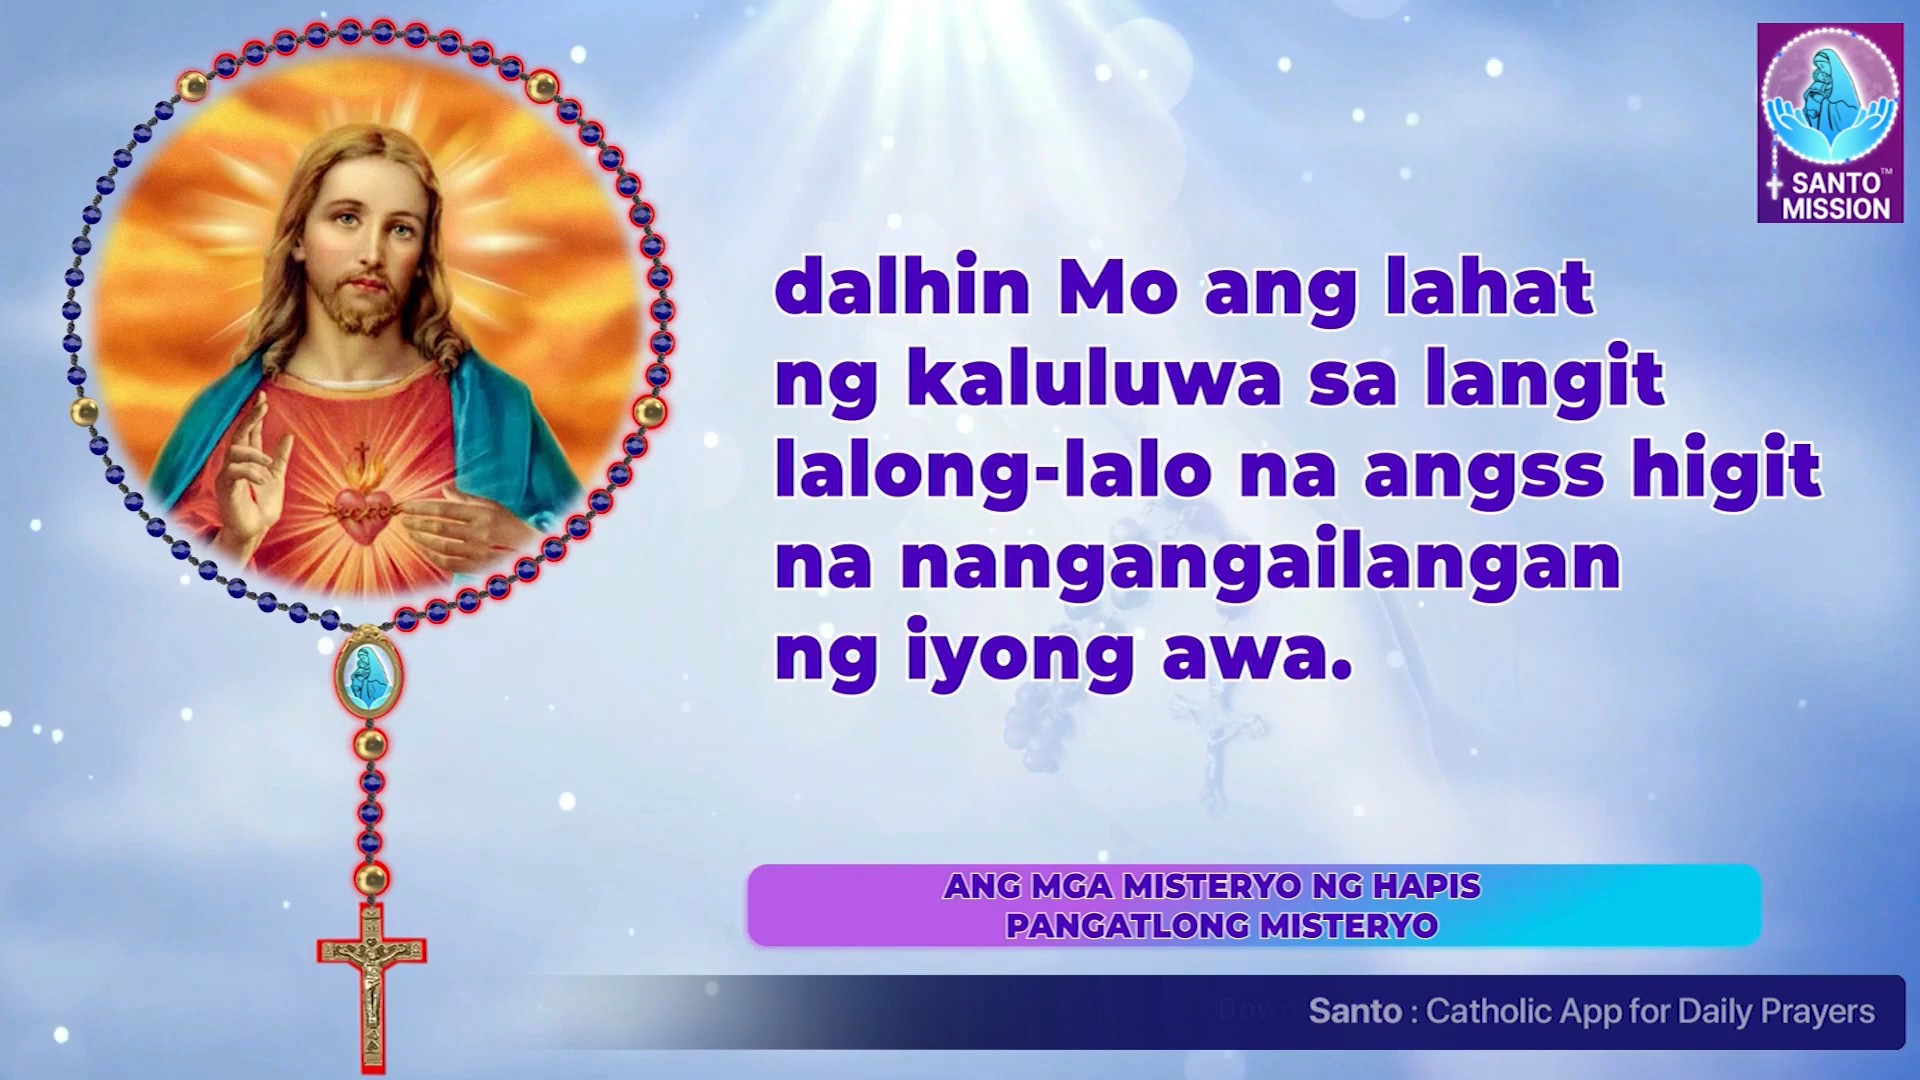 SANTO™
MISSION
dalhin Mo ang lahat
ng kaluluwa sa langit
lalong-lalo na angss higit
na nangangailangan
ng iyong awa.
ANG MGA MISTERYO NG HAPIS
PANGATLONG MISTERYO
Santo : Catholic App for Daily Prayers